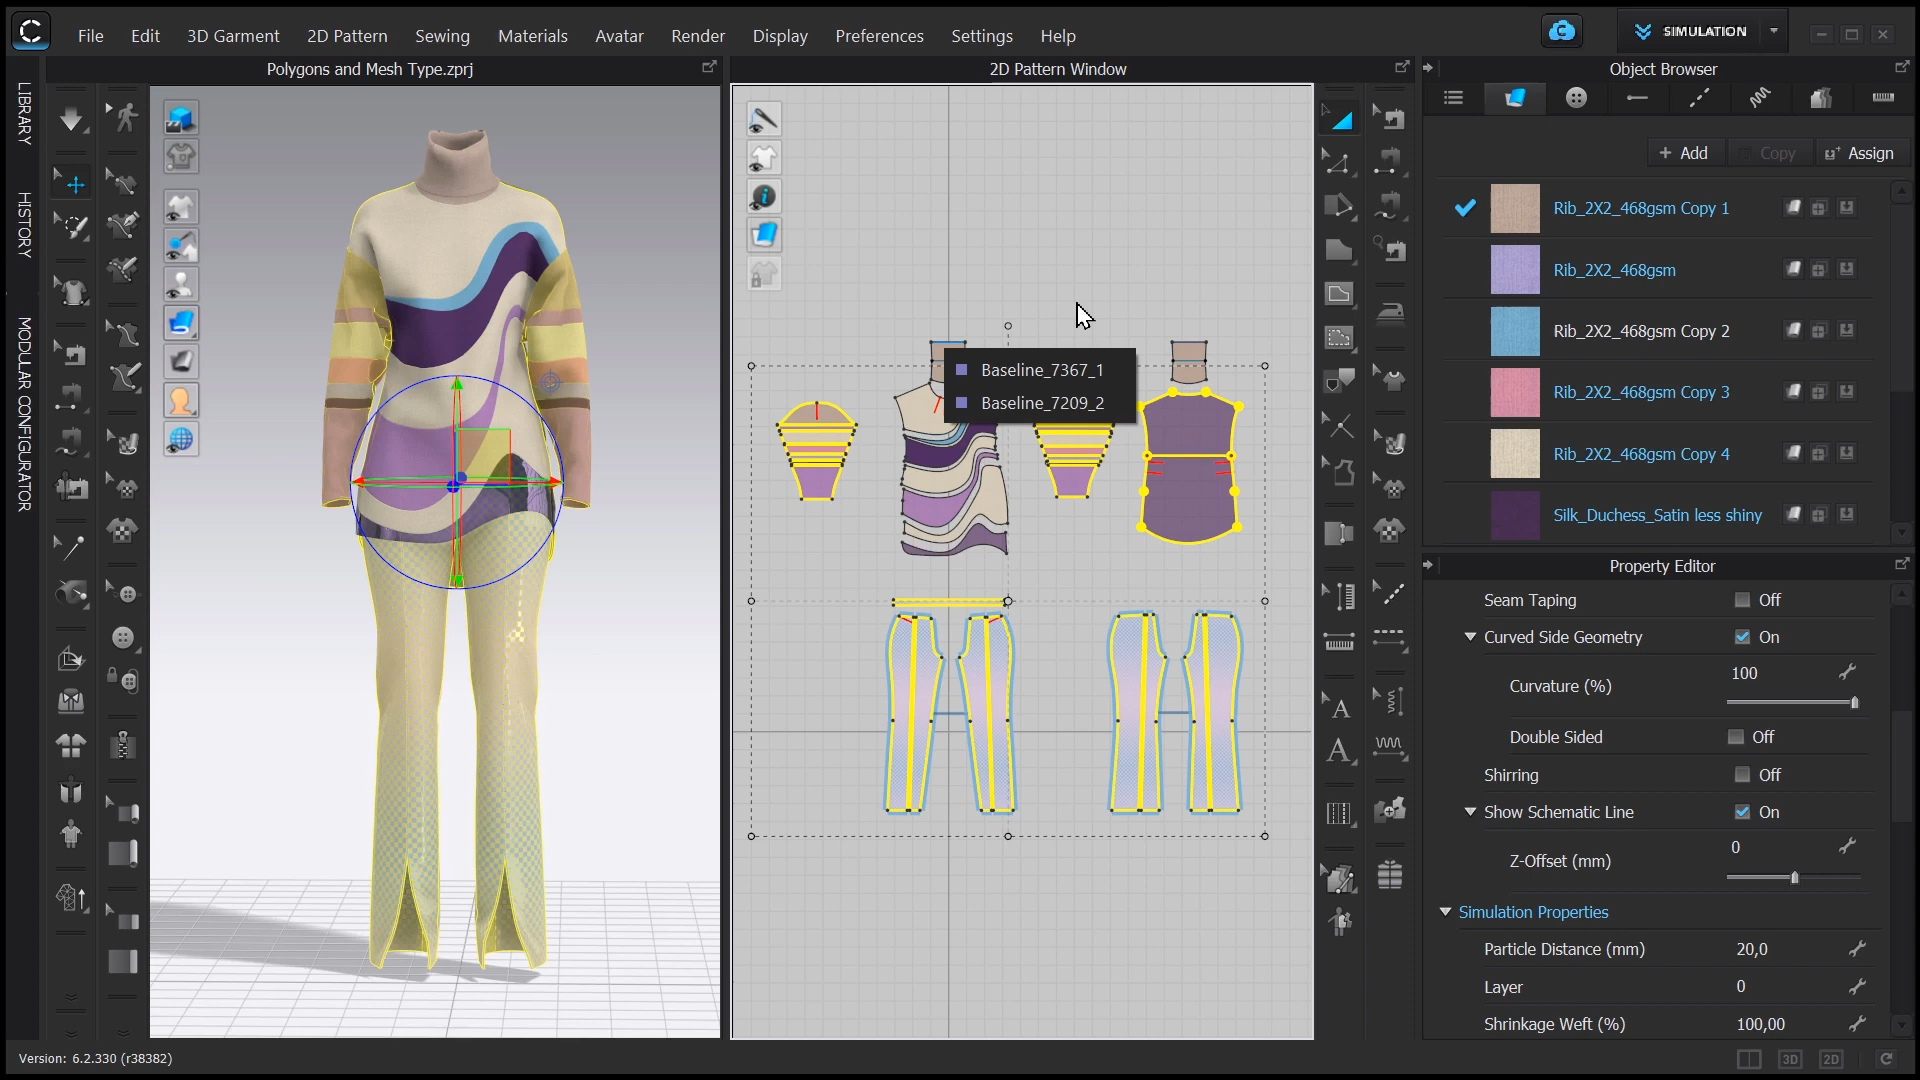 File Edit 3D Garment 2D Pattern Sewing Materials Avatar Render Display Preferences Settings Help
SIMULATION
Polygons and Mesh Type.zprj
2D Pattern Window
Object Browser
LIBRARY
HISTORY
MODULAR CONFIGURATOR
Add
Copy
Assign
Rib_2X2_468gsm Copy 1
Rib_2X2_468gsm
Rib_2X2_468gsm Copy 2
Rib_2X2_468gsm Copy 3
Rib_2X2_468gsm Copy 4
Silk_Duchess_Satin less shiny
Baseline_7367_1
Baseline_7209_2
A
A
Property Editor
Seam Taping Off
Curved Side Geometry On
Curvature (%) 100
Double Sided Off
Shirring Off
Show Schematic Line On
Z-Offset (mm) 0
Simulation Properties
Particle Distance (mm) 20,0
Layer 0
Shrinkage Weft (%) 100,00
Version: 6.2.330 (r38382)
3D
2D